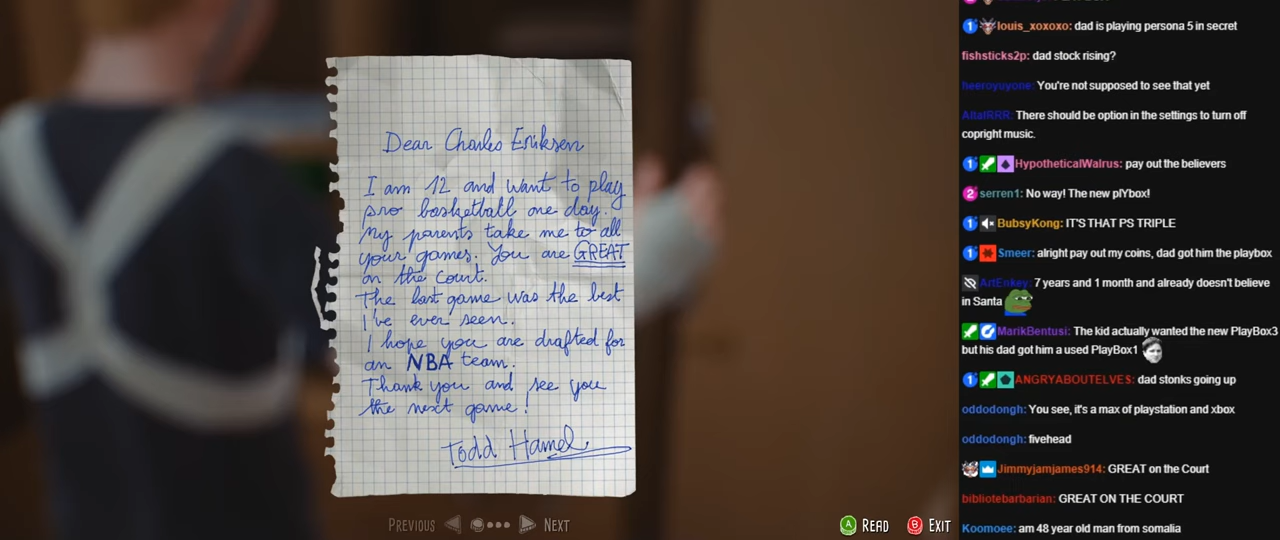 Dear Charles Eriksen
I am 12 and want to play
pro basketball one day.
My parents take me to all
your games. You are GREAT
on the court.
The last game was the best
I've ever seen.
I hope you are drafted for
an NBA team.
Thank you and see you
the next game!
Todd Hamel
PREVIOUS NEXT
A READ B EXIT
louis_xoxoxo: dad is playing persona 5 in secret
fishsticks2p: dad stock rising?
heeroyuyone: You're not supposed to see that yet
AltaIRRR: There should be option in the settings to turn off
copright music.
HypotheticalWalrus: pay out the believers
serren1: No way! The new plYbox!
BubsyKong: IT'S THAT PS TRIPLE
Smeer: alright pay out my coins, dad got him the playbox
ArtEnkey: 7 years and 1 month and already doesn't believe
in Santa
MarikBentusi: The kid actually wanted the new PlayBox3
but his dad got him a used PlayBox1
ANGRYABOUTELVES: dad stonks going up
oddodongh: You see, it's a max of playstation and xbox
oddodongh: fivehead
Jimmyjamjames914: GREAT on the Court
bibliotebarbarian: GREAT ON THE COURT
Koomoee: am 48 year old man from somalia